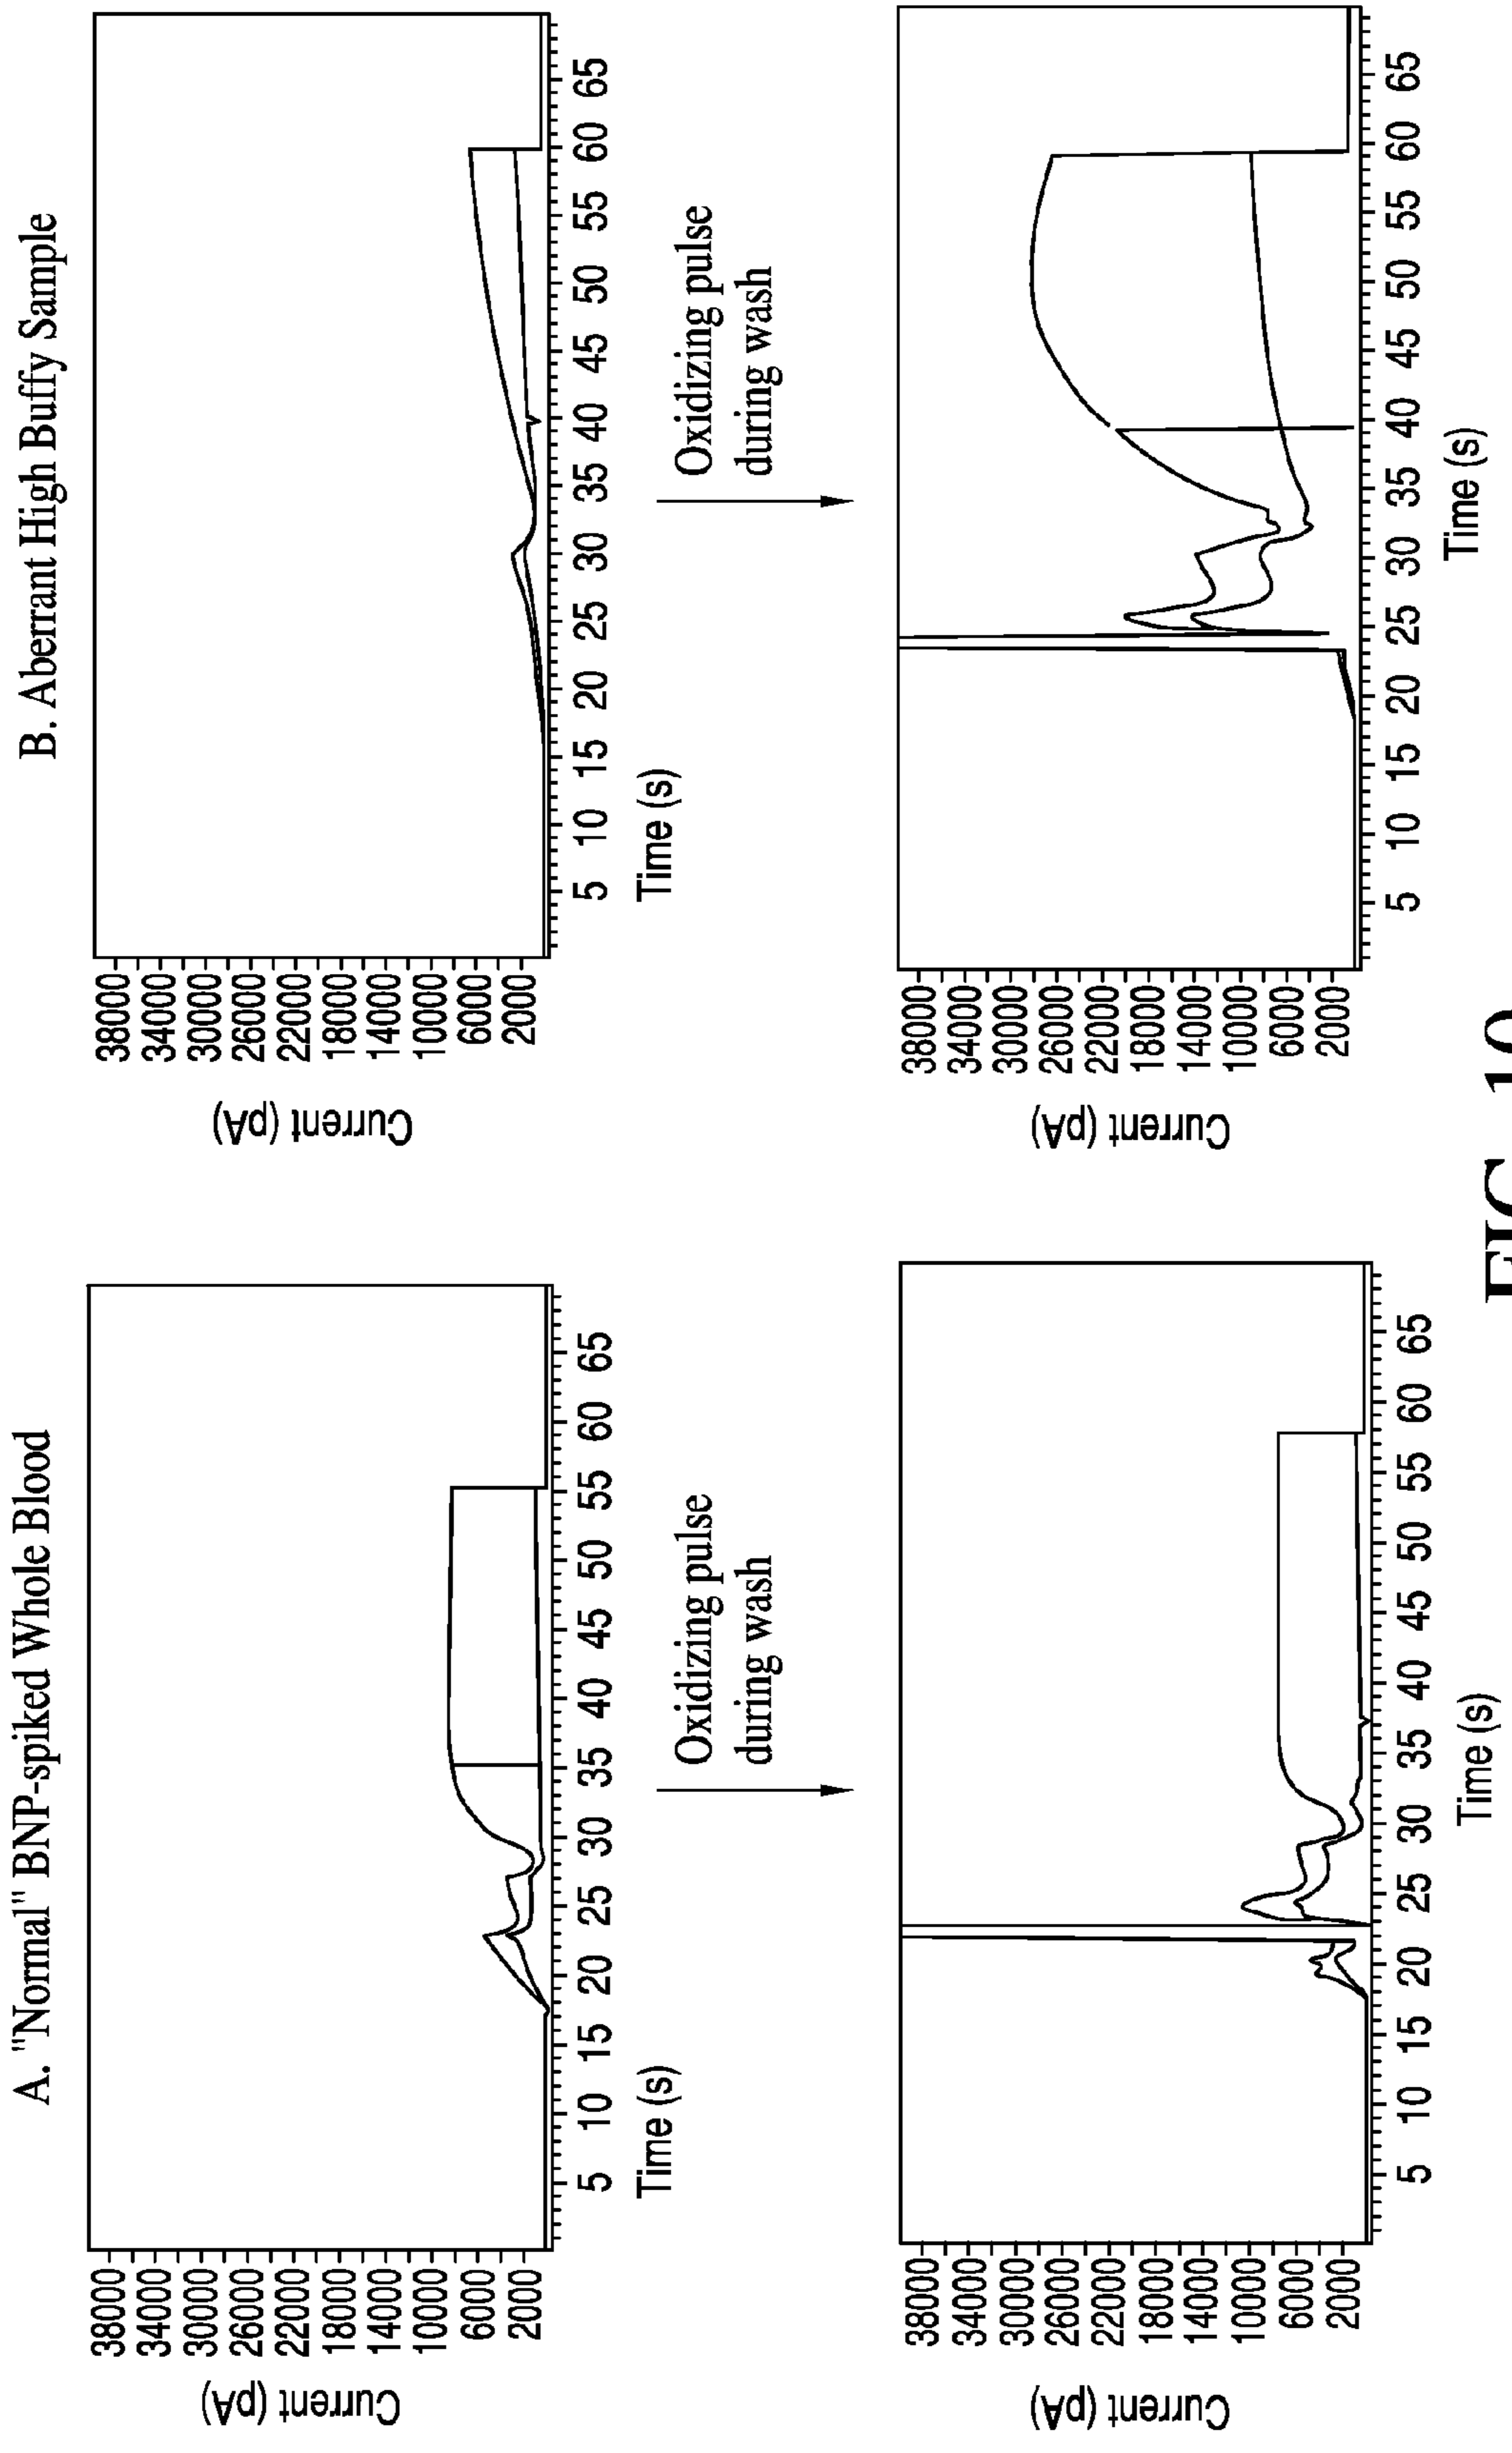 A. "Normal" BNP-spiked Whole Blood
Current (pA)
38000
34000
30000
26000
22000
18000
14000
10000
6000
2000
5 10 15 20 25 30 35 40 45 50 55 60 65
Time (s)
Oxidizing pulse
during wash
Current (pA)
38000
34000
30000
26000
22000
18000
14000
10000
6000
2000
5 10 15 20 25 30 35 40 45 50 55 60 65
Time (s)
B. Aberrant High Buffy Sample
Current (pA)
38000
34000
30000
26000
22000
18000
14000
10000
6000
2000
5 10 15 20 25 30 35 40 45 50 55 60 65
Time (s)
Oxidizing pulse
during wash
Current (pA)
38000
34000
30000
26000
22000
18000
14000
10000
6000
2000
5 10 15 20 25 30 35 40 45 50 55 60 65
Time (s)
FIG. 10